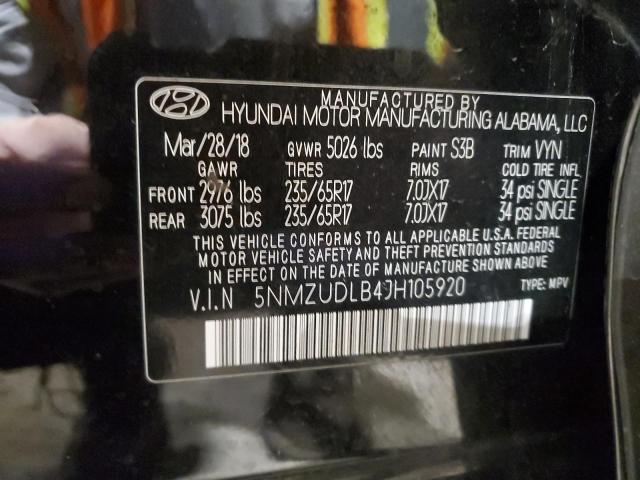 MANUFACTURED BY
HYUNDAI MOTOR MANUFACTURING ALABAMA, LLC
Mar/28/18 GVWR 5026 lbs PAINT S3B TRIM VYN
GAWR TIRES RIMS COLD TIRE INFL.
FRONT 2976 lbs 235/65R17 7.0JX17 34 psi SINGLE
REAR 3075 lbs 235/65R17 7.0JX17 34 psi SINGLE
THIS VEHICLE CONFORMS TO ALL APPLICABLE U.S.A. FEDERAL
MOTOR VEHICLE SAFETY AND THEFT PREVENTION STANDARDS
IN EFFECT ON THE DATE OF MANUFACTURE SHOWN ABOVE.
V.I.N 5NMZUDLB4JH105920 TYPE: MPV